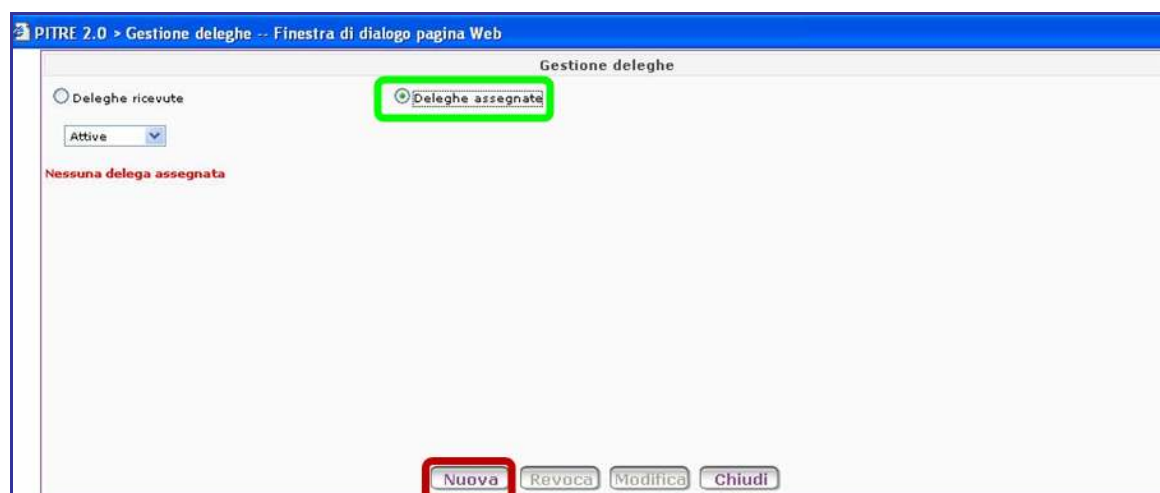 PITRE 2.0 > Gestione deleghe -- Finestra di dialogo pagina Web
Gestione deleghe
Deleghe ricevute Deleghe assegnate
Attive
Nessuna delega assegnata
Nuova Revoca Modifica Chiudi